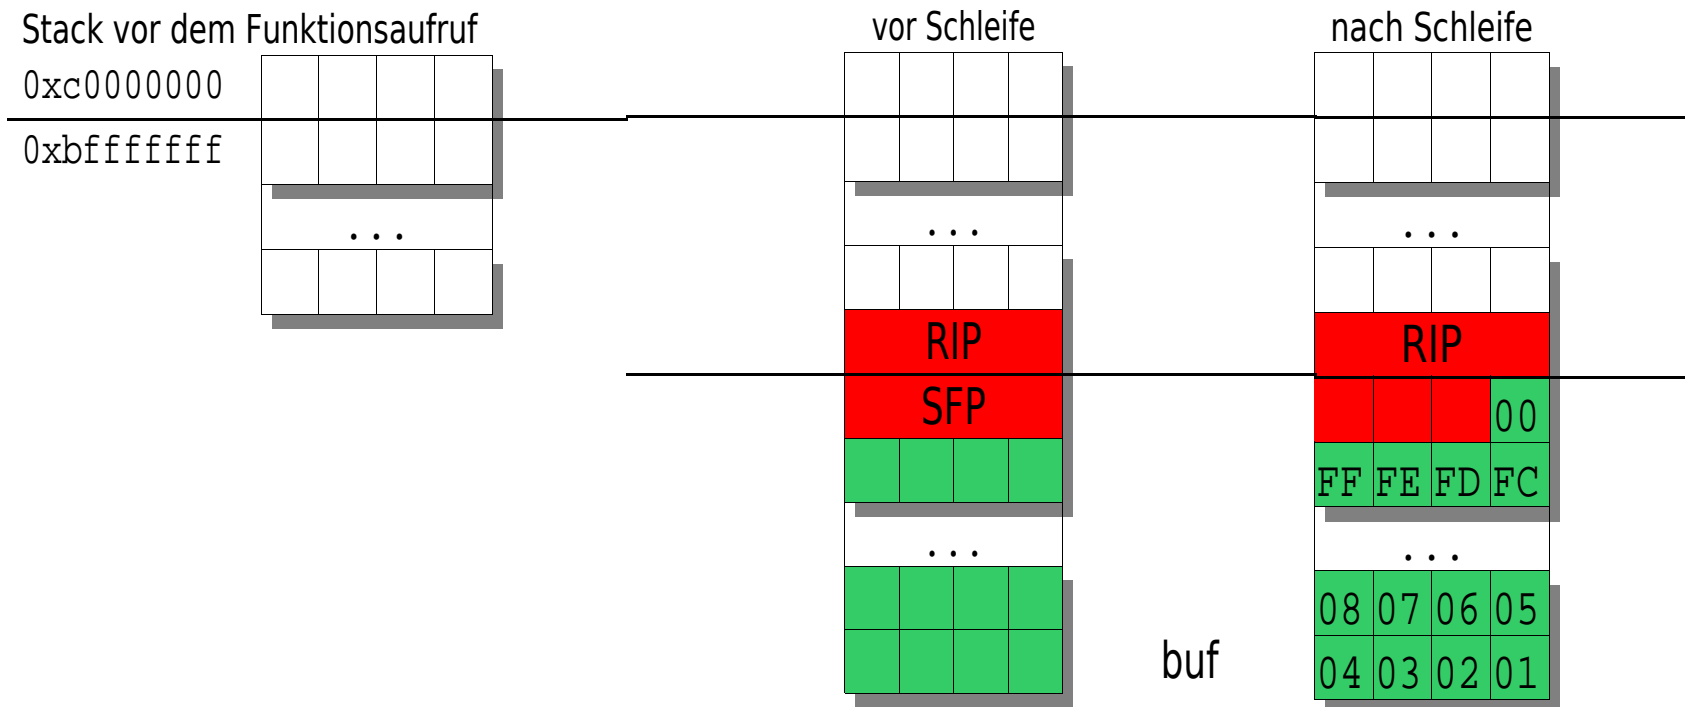 Stack vor dem Funktionsaufruf
0xc0000000
0xbfffffff
...
vor Schleife
...
RIP
SFP
...
buf
nach Schleife
...
RIP
00
FF FE FD FC
...
08 07 06 05
04 03 02 01